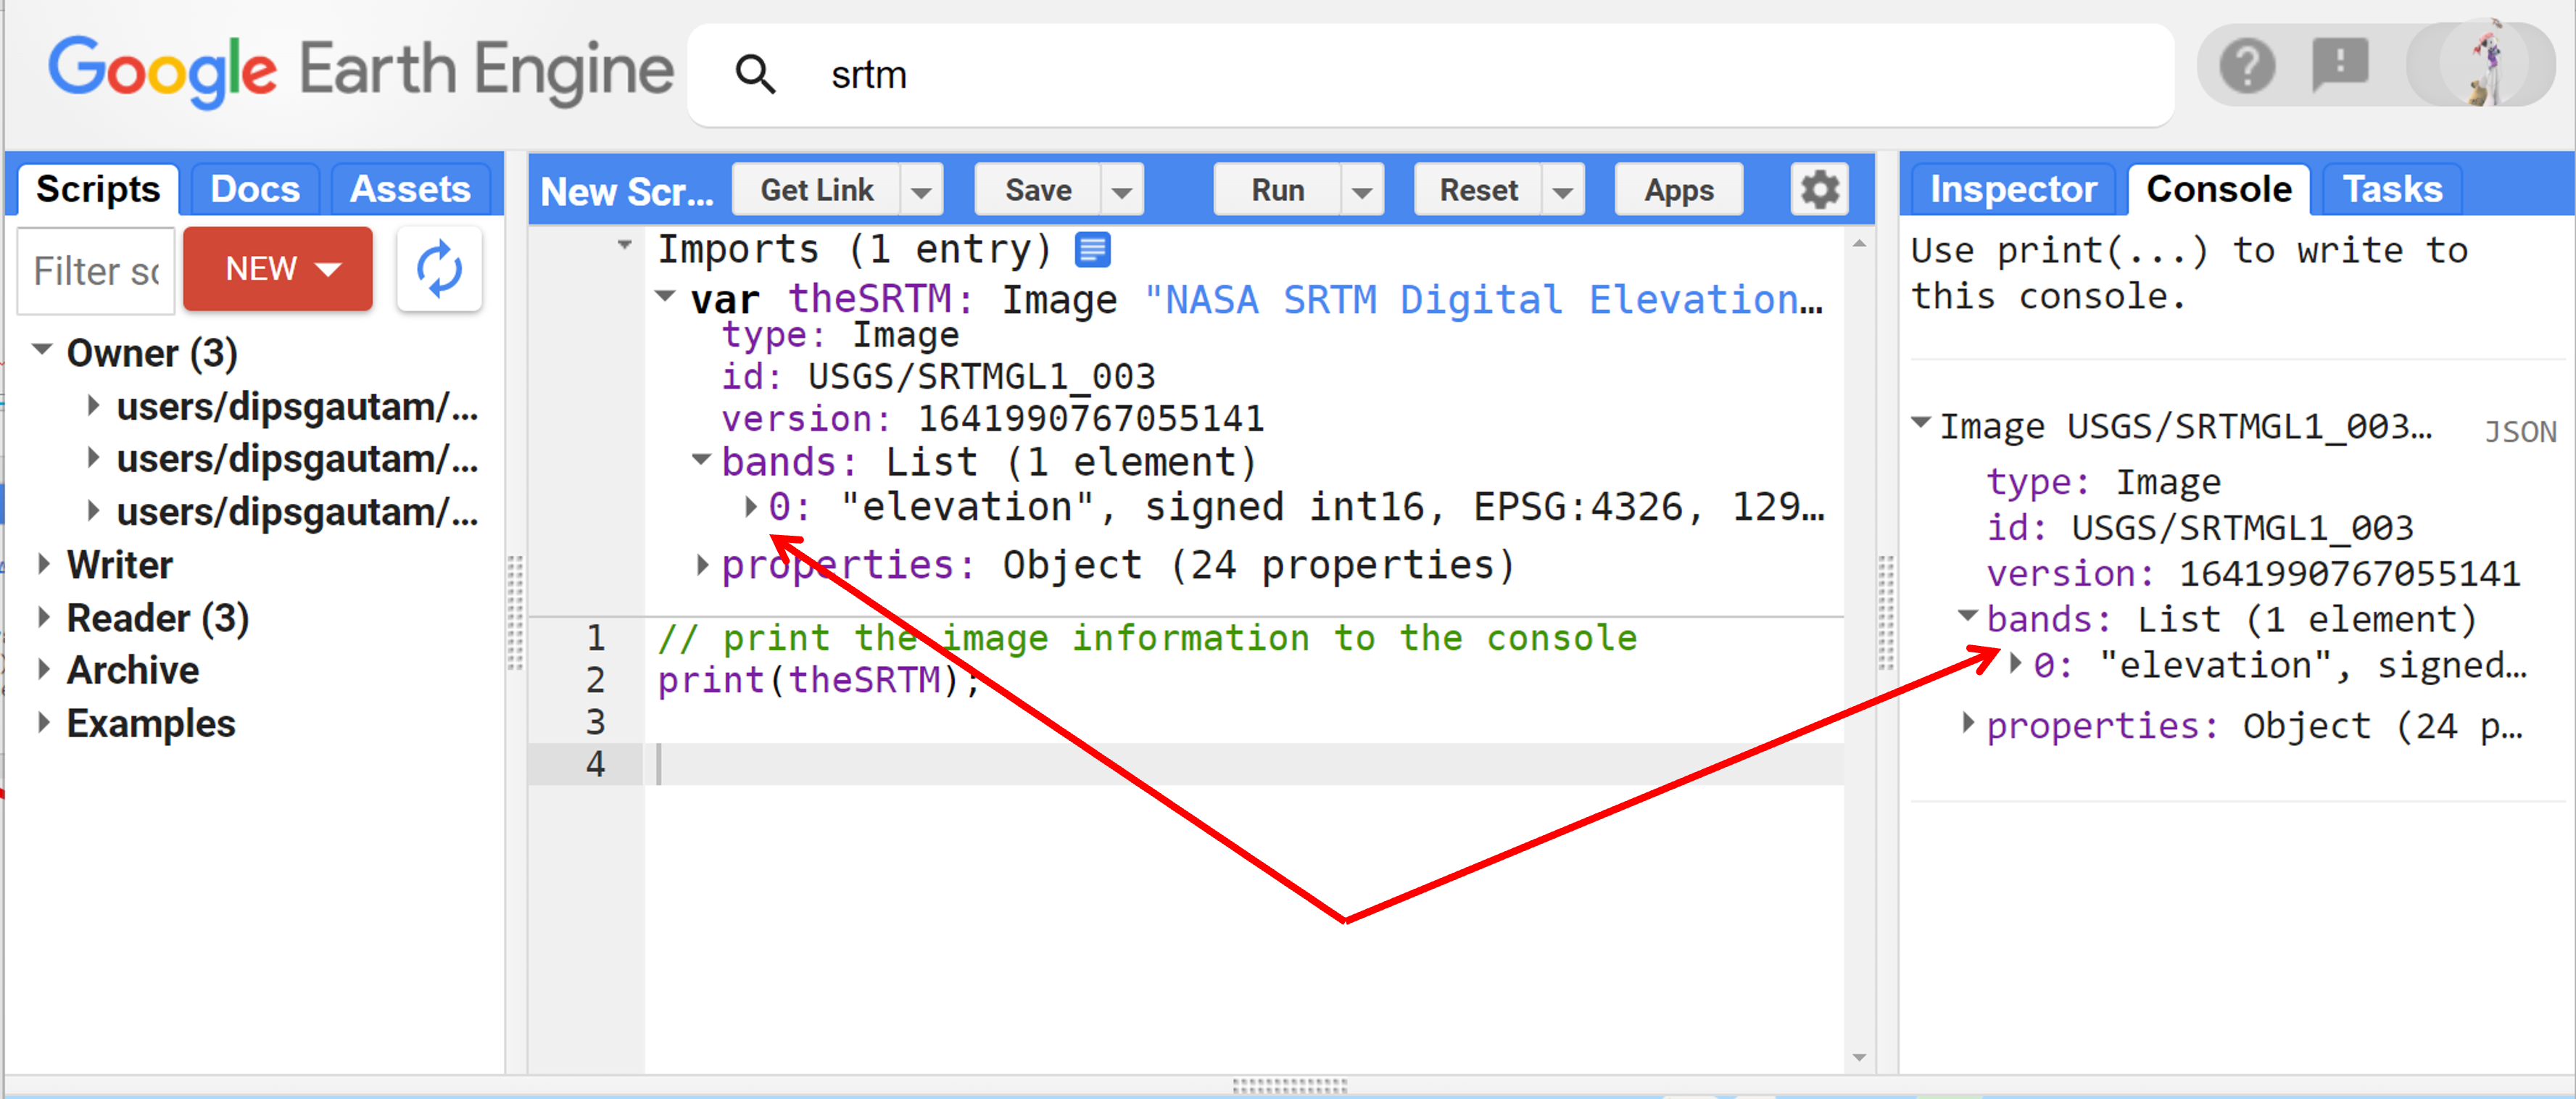 Google Earth Engine
srtm
Scripts Docs Assets
Filter sc NEW
Owner (3)
users/dipsgautam/...
users/dipsgautam/...
users/dipsgautam/...
Writer
Reader (3)
Archive
Examples
New Scr... Get Link Save Run Reset Apps
Imports (1 entry)
var theSRTM: Image "NASA SRTM Digital Elevation…
type: Image
id: USGS/SRTMGL1_003
version: 1641990767055141
bands: List (1 element)
0: "elevation", signed int16, EPSG:4326, 129…
properties: Object (24 properties)
1 // print the image information to the console
2 print(theSRTM);
3
4
Inspector Console Tasks
Use print(...) to write to
this console.
Image USGS/SRTMGL1_003… JSON
type: Image
id: USGS/SRTMGL1_003
version: 1641990767055141
bands: List (1 element)
0: "elevation", signed…
properties: Object (24 p…